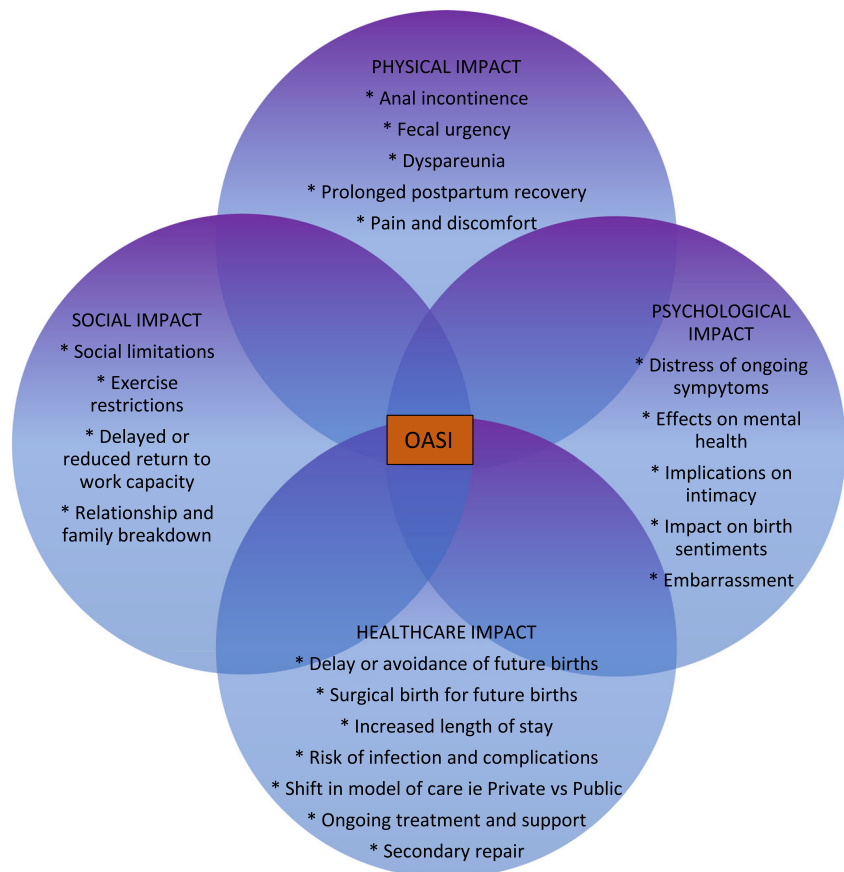 PHYSICAL IMPACT
* Anal incontinence
* Fecal urgency
* Dyspareunia
* Prolonged postpartum recovery
* Pain and discomfort
SOCIAL IMPACT
* Social limitations
* Exercise
restrictions
* Delayed or
reduced return to
work capacity
* Relationship and
family breakdown
PSYCHOLOGICAL
IMPACT
* Distress of ongoing
sympytoms
* Effects on mental
health
* Implications on
intimacy
* Impact on birth
sentiments
* Embarrassment
OASI
HEALTHCARE IMPACT
* Delay or avoidance of future births
* Surgical birth for future births
* Increased length of stay
* Risk of infection and complications
* Shift in model of care ie Private vs Public
* Ongoing treatment and support
* Secondary repair